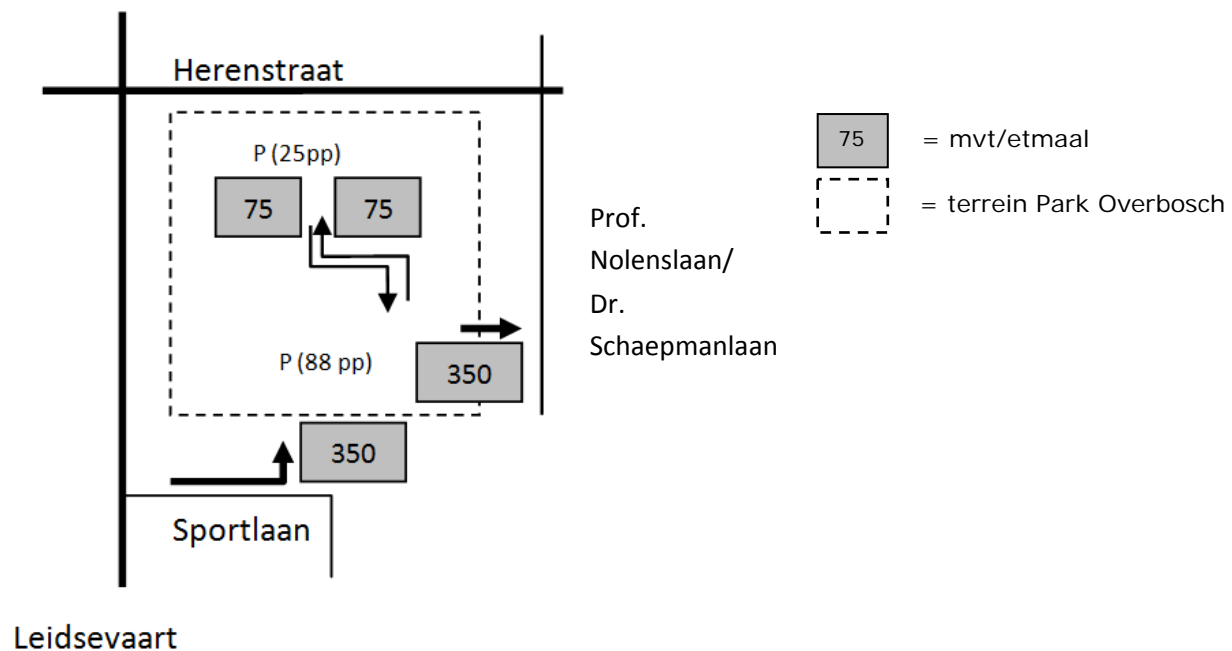 Herenstraat
P (25pp)
75
75
P (88 pp)
350
350
Sportlaan
Leidsevaart
Prof.
Nolenslaan/
Dr.
Schaepmanlaan
75 = mvt/etmaal
= terrein Park Overbosch